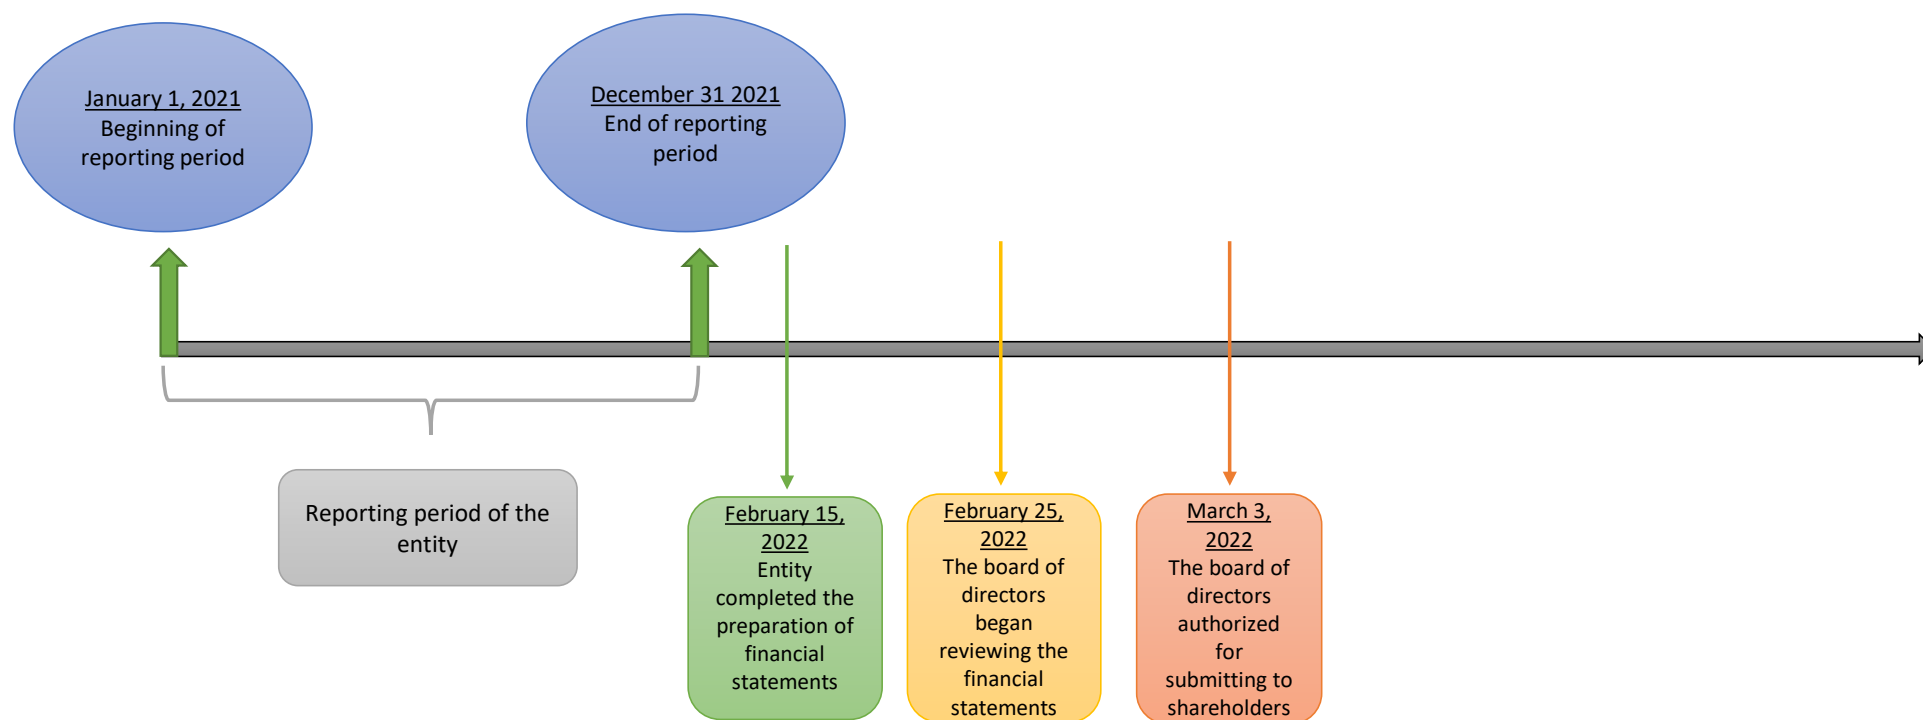 January 1, 2021
Beginning of
reporting period
December 31 2021
End of reporting
period
Reporting period of the
entity
February 15,
2022
Entity
completed the
preparation of
financial
statements
February 25,
2022
The board of
directors
began
reviewing the
financial
statements
March 3,
2022
The board of
directors
authorized
for
submitting to
shareholders